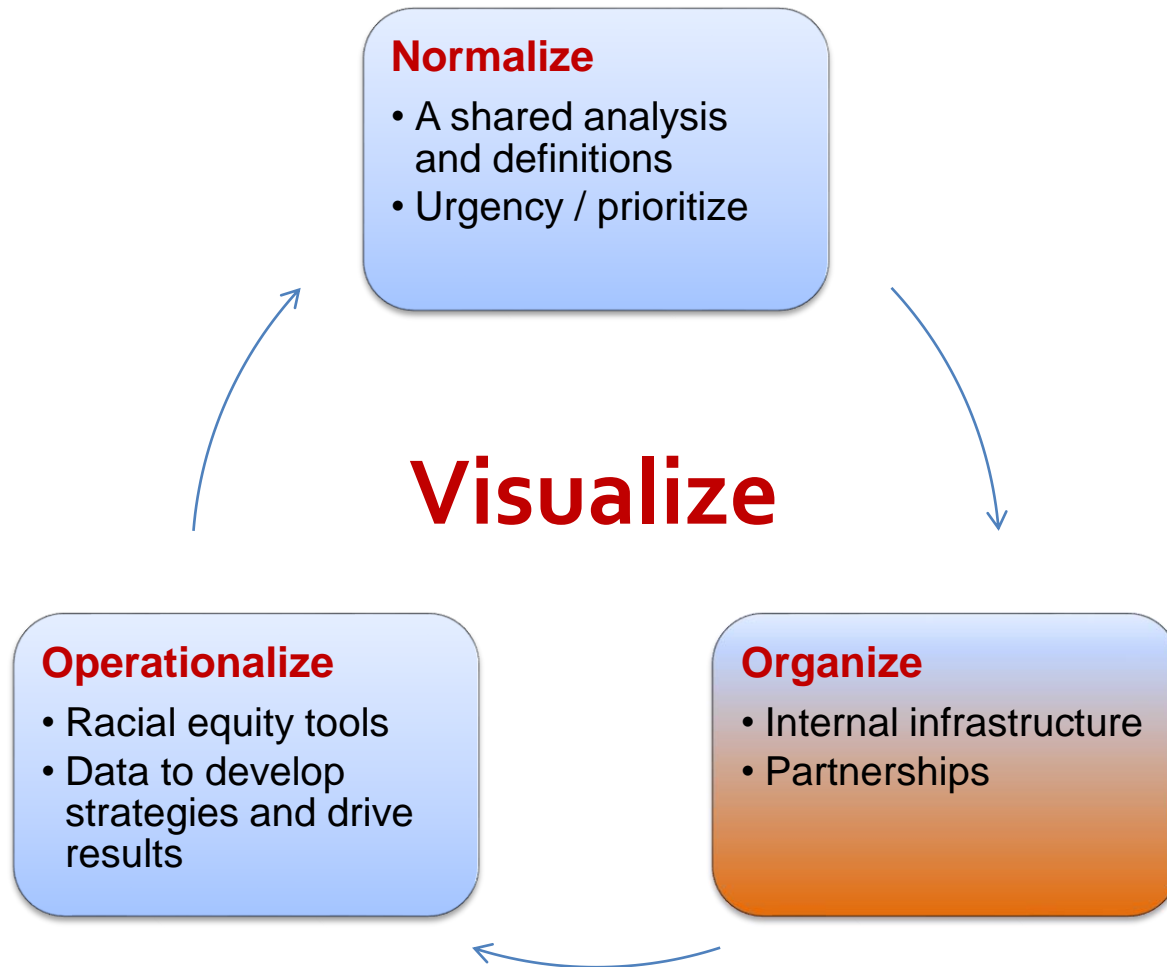 Normalize
• A shared analysis
and definitions
• Urgency / prioritize
Visualize
Operationalize
• Racial equity tools
• Data to develop
strategies and drive
results
Organize
• Internal infrastructure
• Partnerships